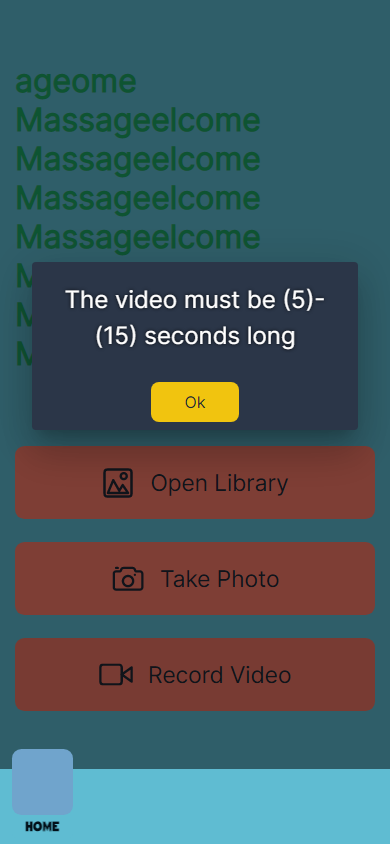 ageome
Massageelcome
Massageelcome
Massageelcome
Massageelcome
The video must be (5)-
(15) seconds long
Ok
Open Library
Take Photo
Record Video
HOME